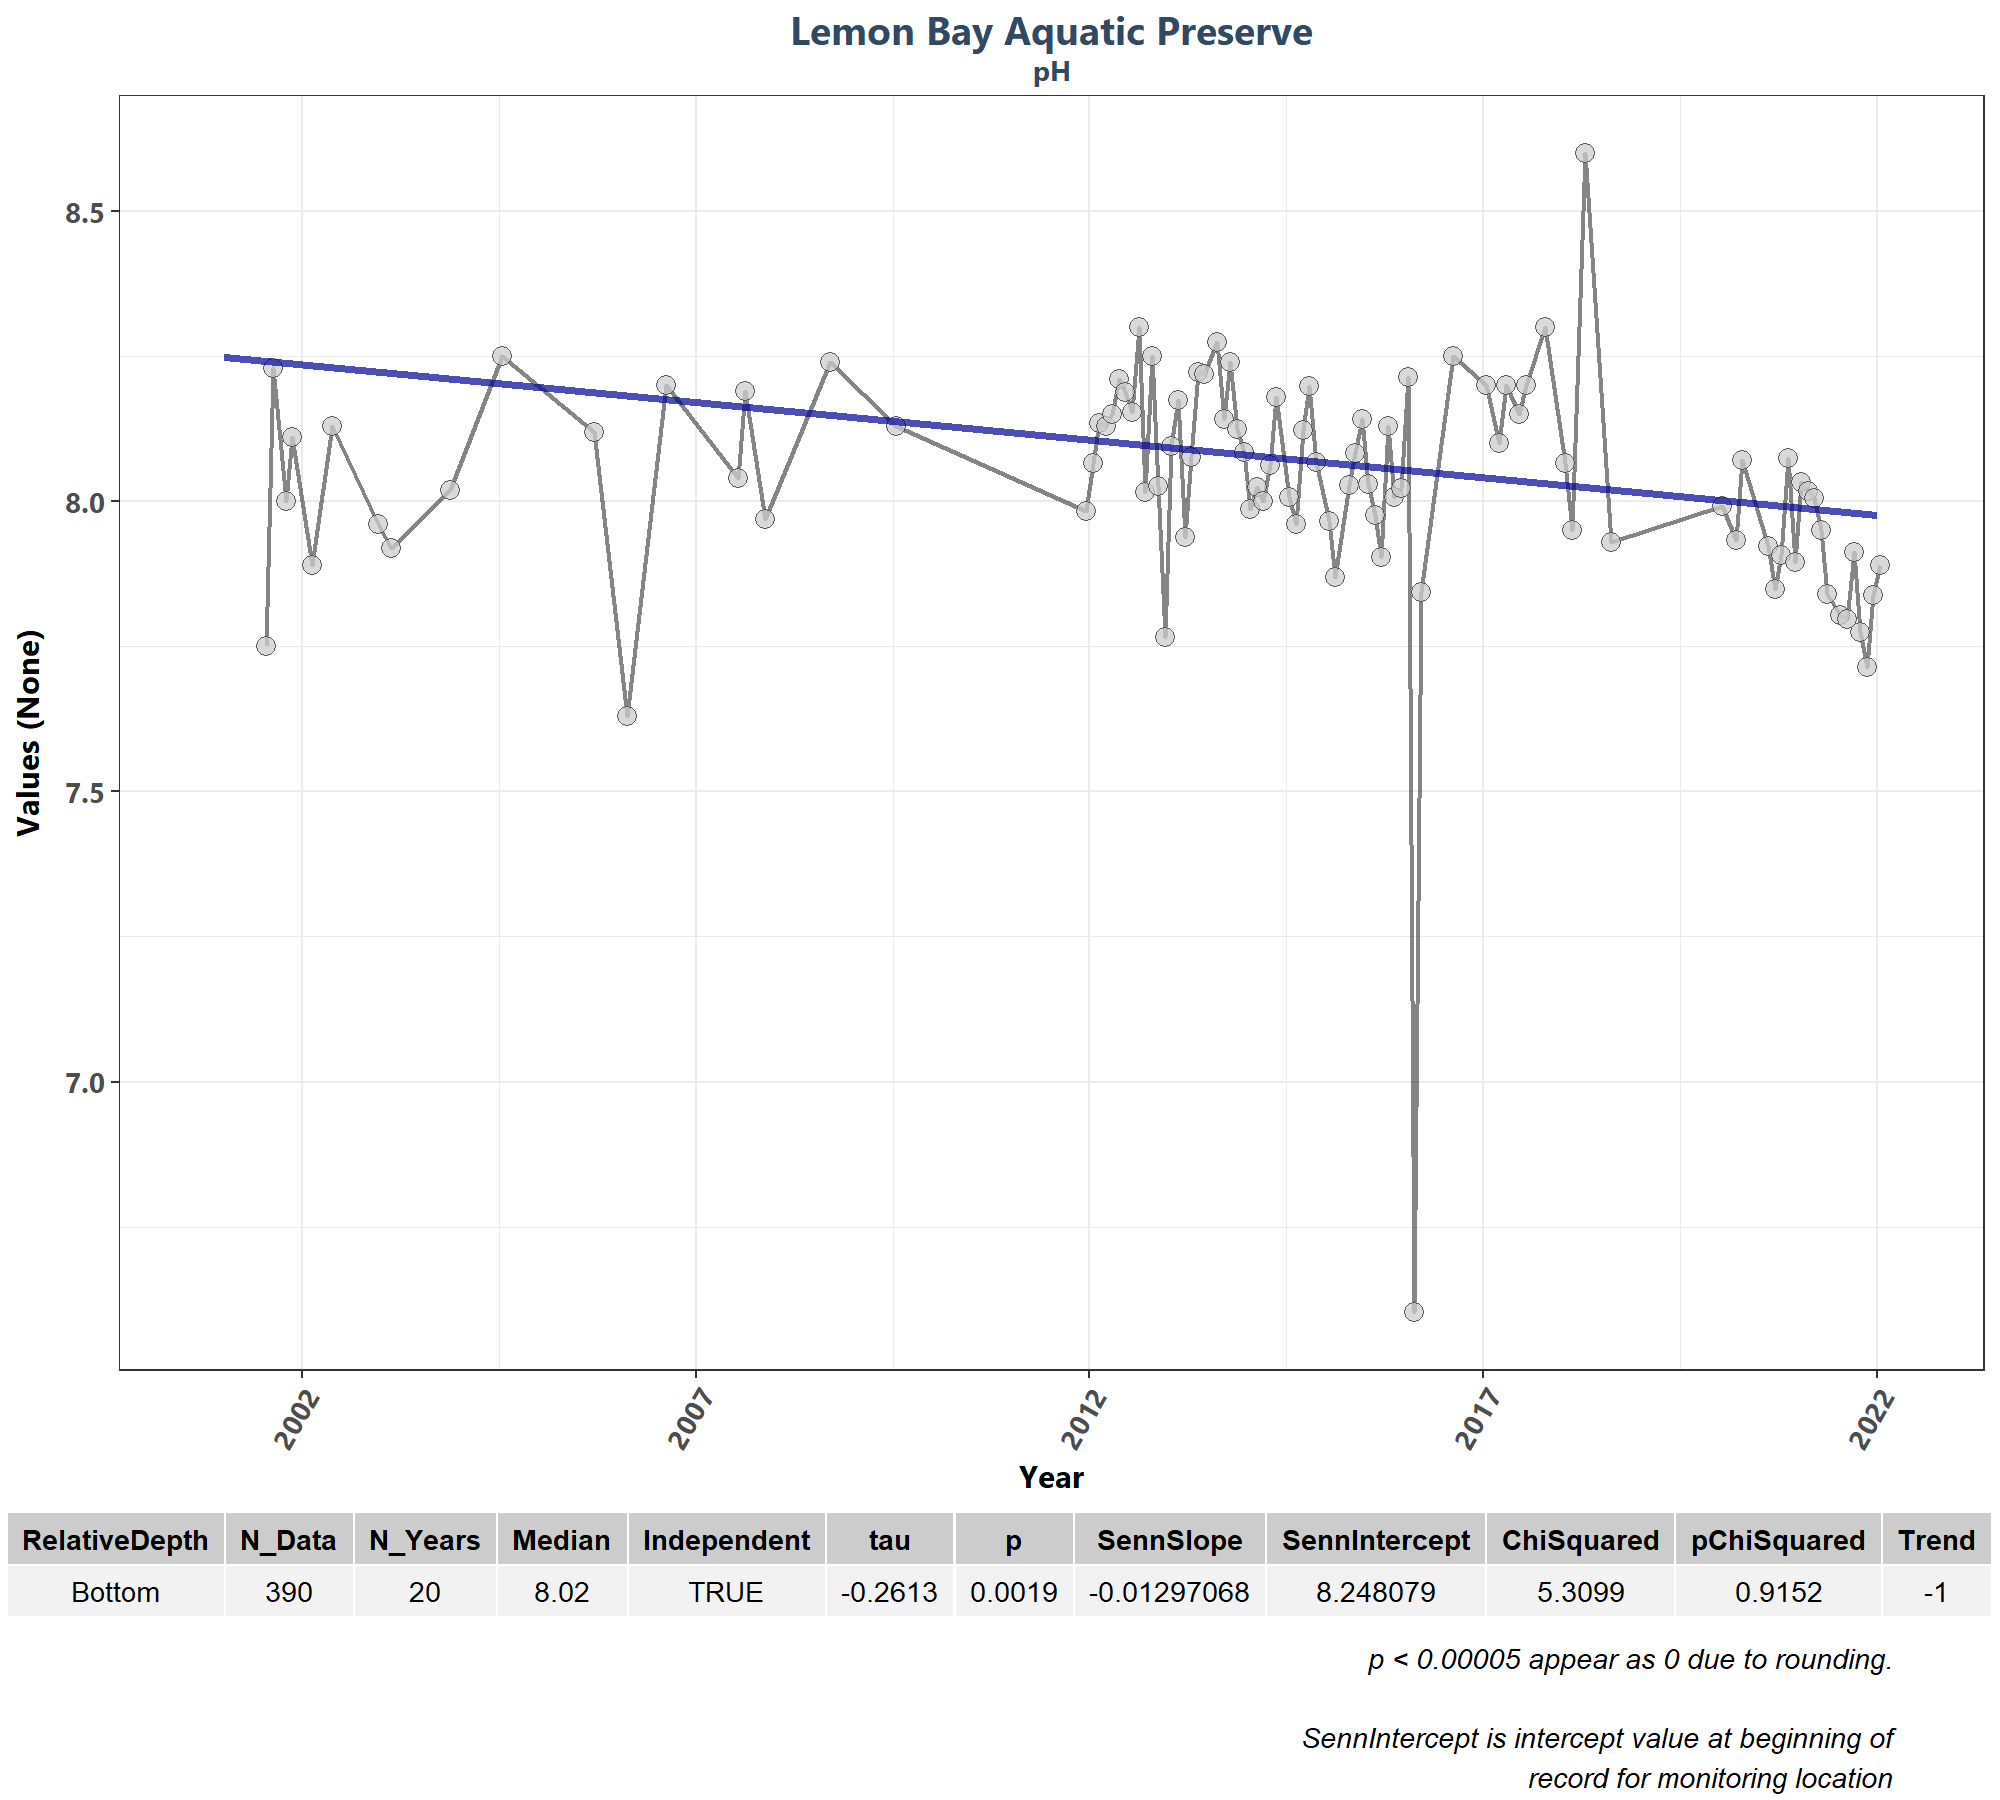 Lemon Bay Aquatic Preserve
pH
8.5
8.0
7.5
7.0
Values (None)
2002 2007 2012 2017 2022
Year
RelativeDepth N_Data N_Years Median Independent tau p SennSlope SennIntercept ChiSquared pChiSquared Trend
Bottom 390 20 8.02 TRUE -0.2613 0.0019 -0.01297068 8.248079 5.3099 0.9152 -1
p < 0.00005 appear as 0 due to rounding.
SennIntercept is intercept value at beginning of
record for monitoring location